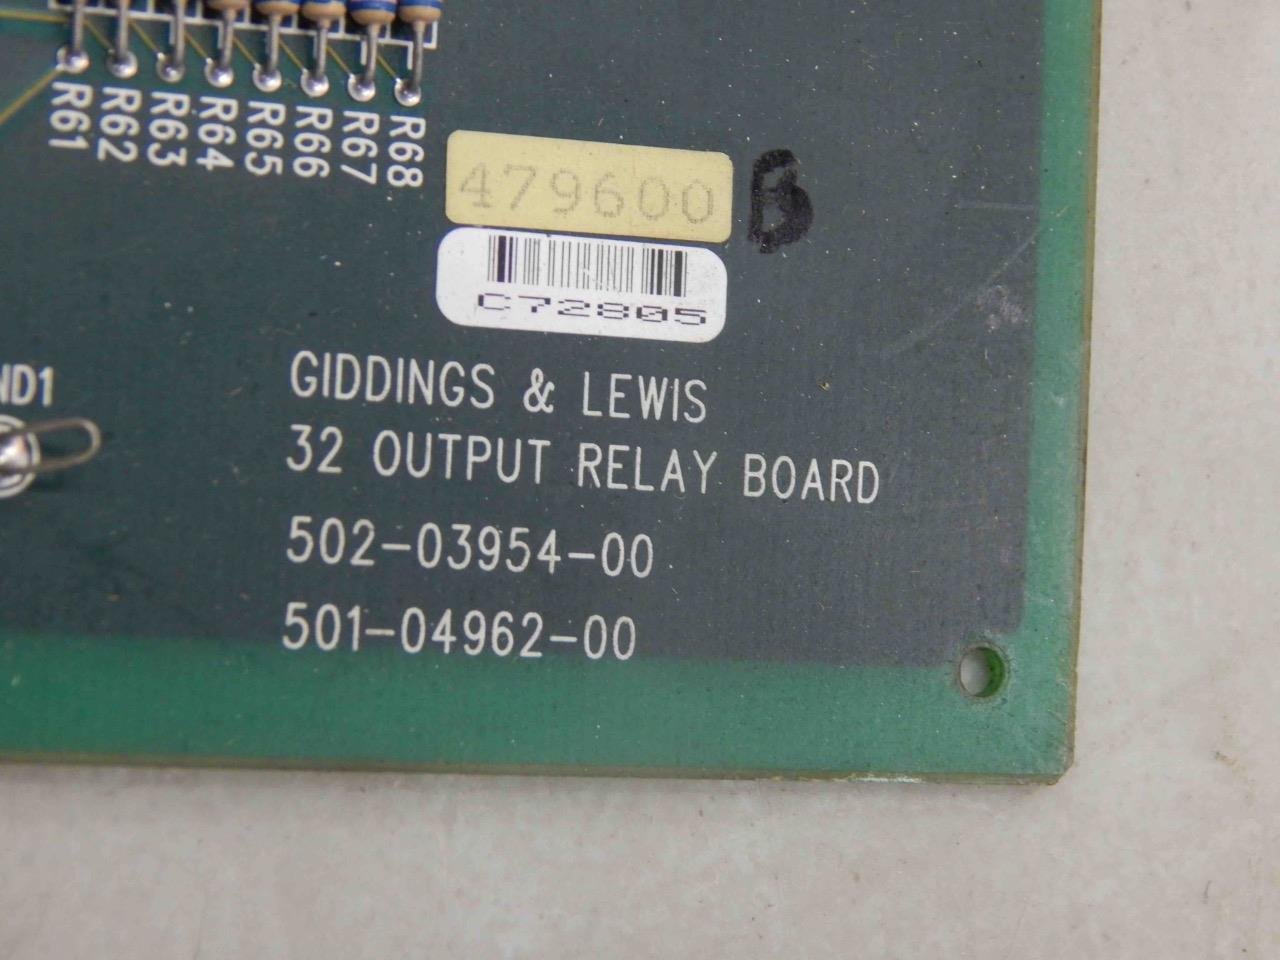 R61 R62 R63 R64 R65 R66 R67 R68
479600 B
C72805
ND1
GIDDINGS & LEWIS
32 OUTPUT RELAY BOARD
502-03954-00
501-04962-00